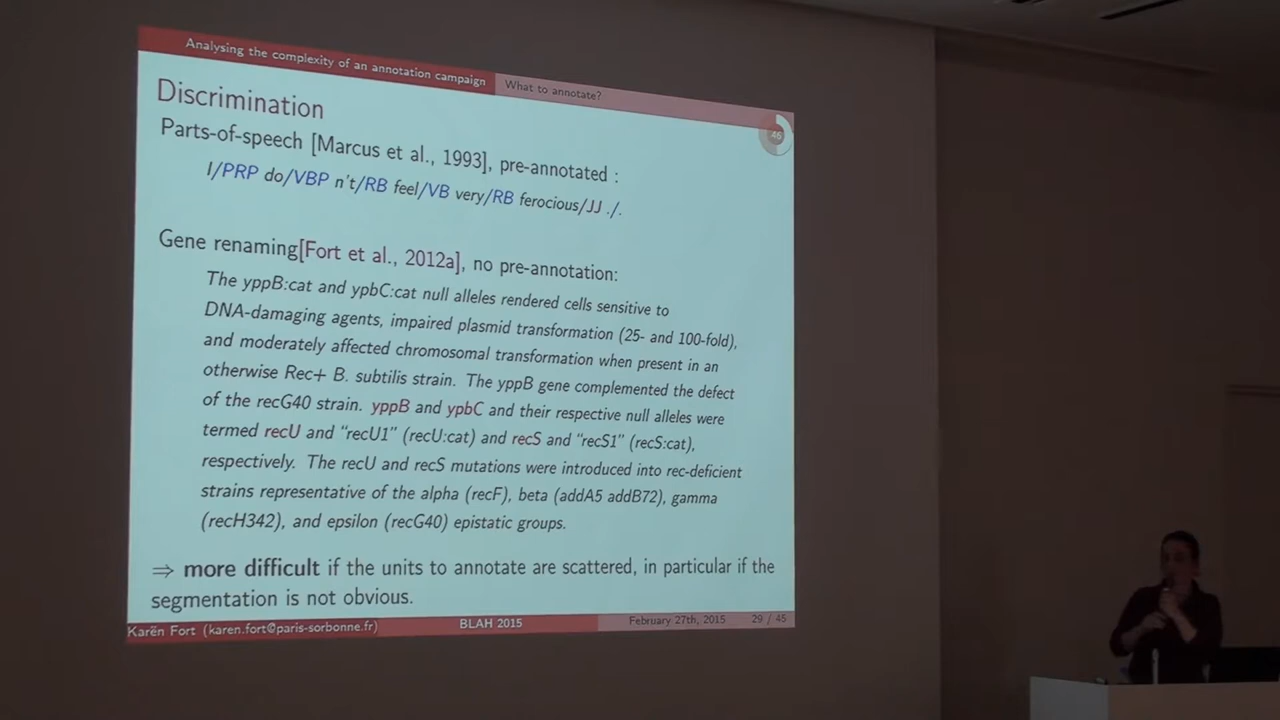 Analysing the complexity of an annotation campaign What to annotate?
Discrimination
46
Parts-of-speech [Marcus et al., 1993], pre-annotated :
I/PRP do/VBP n't/RB feel/VB very/RB ferocious/JJ ./.
Gene renaming[Fort et al., 2012a], no pre-annotation:
The yppB:cat and ypbC:cat null alleles rendered cells sensitive to
DNA-damaging agents, impaired plasmid transformation (25- and 100-fold),
and moderately affected chromosomal transformation when present in an
otherwise Rec+ B. subtilis strain. The yppB gene complemented the defect
of the recG40 strain. yppB and ypbC and their respective null alleles were
termed recU and “recU1” (recU:cat) and recS and “recS1” (recS:cat),
respectively. The recU and recS mutations were introduced into rec-deficient
strains representative of the alpha (recF), beta (addA5 addB72), gamma
(recH342), and epsilon (recG40) epistatic groups.
⇒ more difficult if the units to annotate are scattered, in particular if the
segmentation is not obvious.
Karën Fort (karen.fort@paris-sorbonne.fr) BLAH 2015 February 27th, 2015 29 / 45